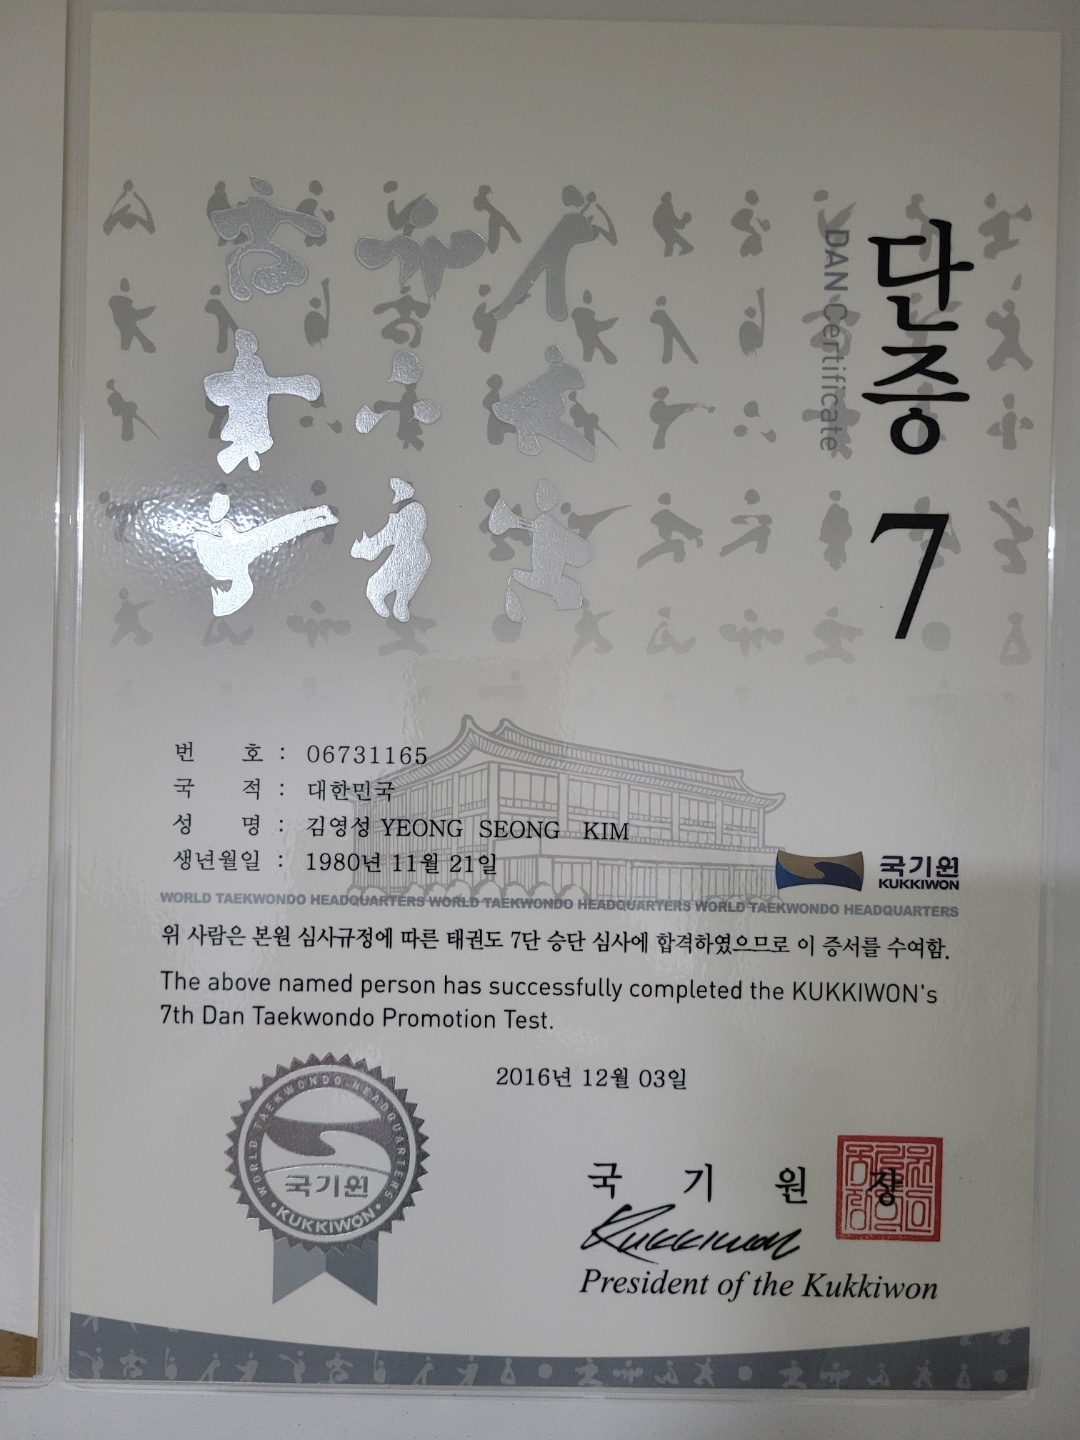 단증
DAN Certificate
7
번 호 : 06731165
국 적 : 대한민국
성 명 : 김영성 YEONG SEONG KIM
생년월일 : 1980년 11월 21일
국기원
KUKKIWON
WORLD TAEKWONDO HEADQUARTERS WORLD TAEKWONDO HEADQUARTERS WORLD TAEKWONDO HEADQUARTERS
위 사람은 본원 심사규정에 따른 태권도 7단 승단 심사에 합격하였으므로 이 증서를 수여함.
The above named person has successfully completed the KUKKIWON's
7th Dan Taekwondo Promotion Test.
2016년 12월 03일
WORLD TAEKWONDO HEADQUARTERS
국기원
KUKKIWON
국 기 원 장
Kukkiwon
President of the Kukkiwon